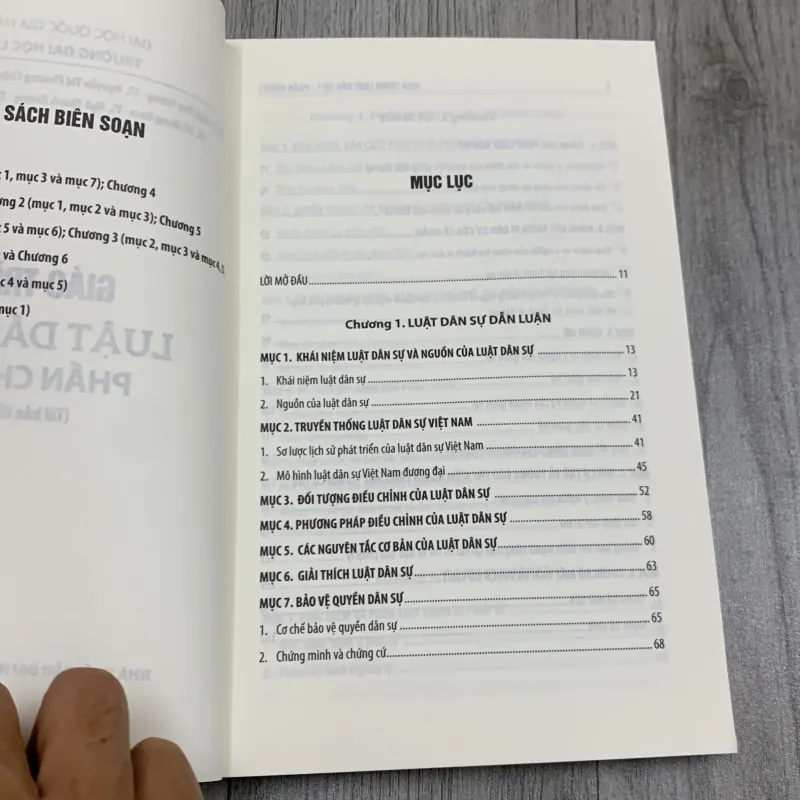 SÁCH BIÊN SOẠN
1, mục 3 và mục 7); Chương 4
2 (mục 1, mục 2 và mục 3); Chương 5
5 và mục 6); Chương 3 (mục 2, mục 3 và mục 4, 5
và Chương 6
4 và mục 5)
mục 1)
MỤC LỤC
LỜI MỞ ĐẦU 11
Chương 1. LUẬT DÂN SỰ DẪN LUẬN
MỤC 1. KHÁI NIỆM LUẬT DÂN SỰ VÀ NGUỒN CỦA LUẬT DÂN SỰ 13
1. Khái niệm luật dân sự 13
2. Nguồn của luật dân sự 21
MỤC 2. TRUYỀN THỐNG LUẬT DÂN SỰ VIỆT NAM 41
1. Sơ lược lịch sử phát triển của luật dân sự Việt Nam 41
2. Mô hình luật dân sự Việt Nam đương đại 45
MỤC 3. ĐỐI TƯỢNG ĐIỀU CHỈNH CỦA LUẬT DÂN SỰ 52
MỤC 4. PHƯƠNG PHÁP ĐIỀU CHỈNH CỦA LUẬT DÂN SỰ 58
MỤC 5. CÁC NGUYÊN TẮC CƠ BẢN CỦA LUẬT DÂN SỰ 60
MỤC 6. GIẢI THÍCH LUẬT DÂN SỰ 63
MỤC 7. BẢO VỆ QUYỀN DÂN SỰ 65
1. Cơ chế bảo vệ quyền dân sự 65
2. Chứng minh và chứng cứ 68